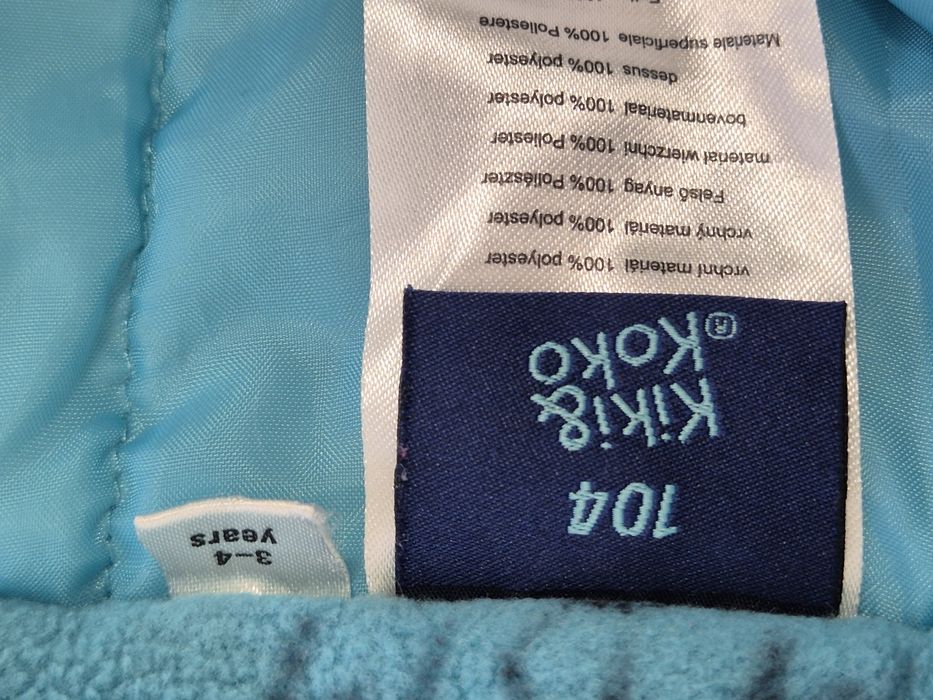 104
Kiki&
Koko®
3-4
years
vrchní materiál 100% polyester
vrchný materiál 100% polyester
Felső anyag 100% Poliészter
materiał wierzchni 100% Poliester
bovenmateriaal 100% polyester
dessus 100% polyester
Materiale superficiale 100% Poliestere